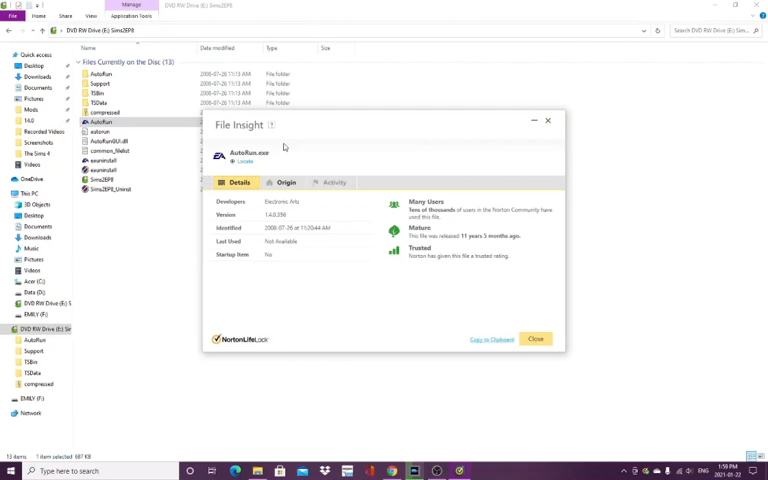 Manage
DVD RW Drive (E:) Sims2EP8
File
Home
Share
View
Application Tools
DVD RW Drive (E:) Sims2EP8
Search DVD RW Drive (E:) Sims...
Name
Date modified
Type
Size
Files Currently on the Disc (13)
AutoRun
2008-07-26 11:13 AM
File folder
Support
2008-07-26 11:13 AM
File folder
TSBin
2008-07-26 11:13 AM
File folder
TSData
2008-07-26 11:13 AM
File folder
compressed
AutoRun
autorun
AutoRunGUI.dll
common_filelist
eauninstall
eauninstall
Sims2EP8
Sims2EP8_Uninst
Quick access
Desktop
Downloads
Documents
Pictures
Mods
14.0
Recorded Videos
Screenshots
The Sims 4
Videos
OneDrive
This PC
3D Objects
Desktop
Documents
Downloads
Music
Pictures
Videos
Acer (C:)
Data (D:)
DVD RW Drive (E:) S
EMILY (F:)
DVD RW Drive (E:) Sim
AutoRun
Support
TSBin
TSData
compressed
EMILY (F:)
Network
File Insight
?
EA
AutoRun.exe
Locate
Details
Origin
Activity
Developers
Electronic Arts
Version
1.4.0.356
Identified
2008-07-26 at 11:20:44 AM
Last Used
Not Available
Startup Item
No
Many Users
Tens of thousands of users in the Norton Community have
used this file.
Mature
This file was released 11 years 5 months ago.
Trusted
Norton has given this file a trusted rating.
NortonLifeLock
Copy to Clipboard
Close
13 items
1 item selected 687 KB
Type here to search
ENG
1:59 PM
2021-01-22